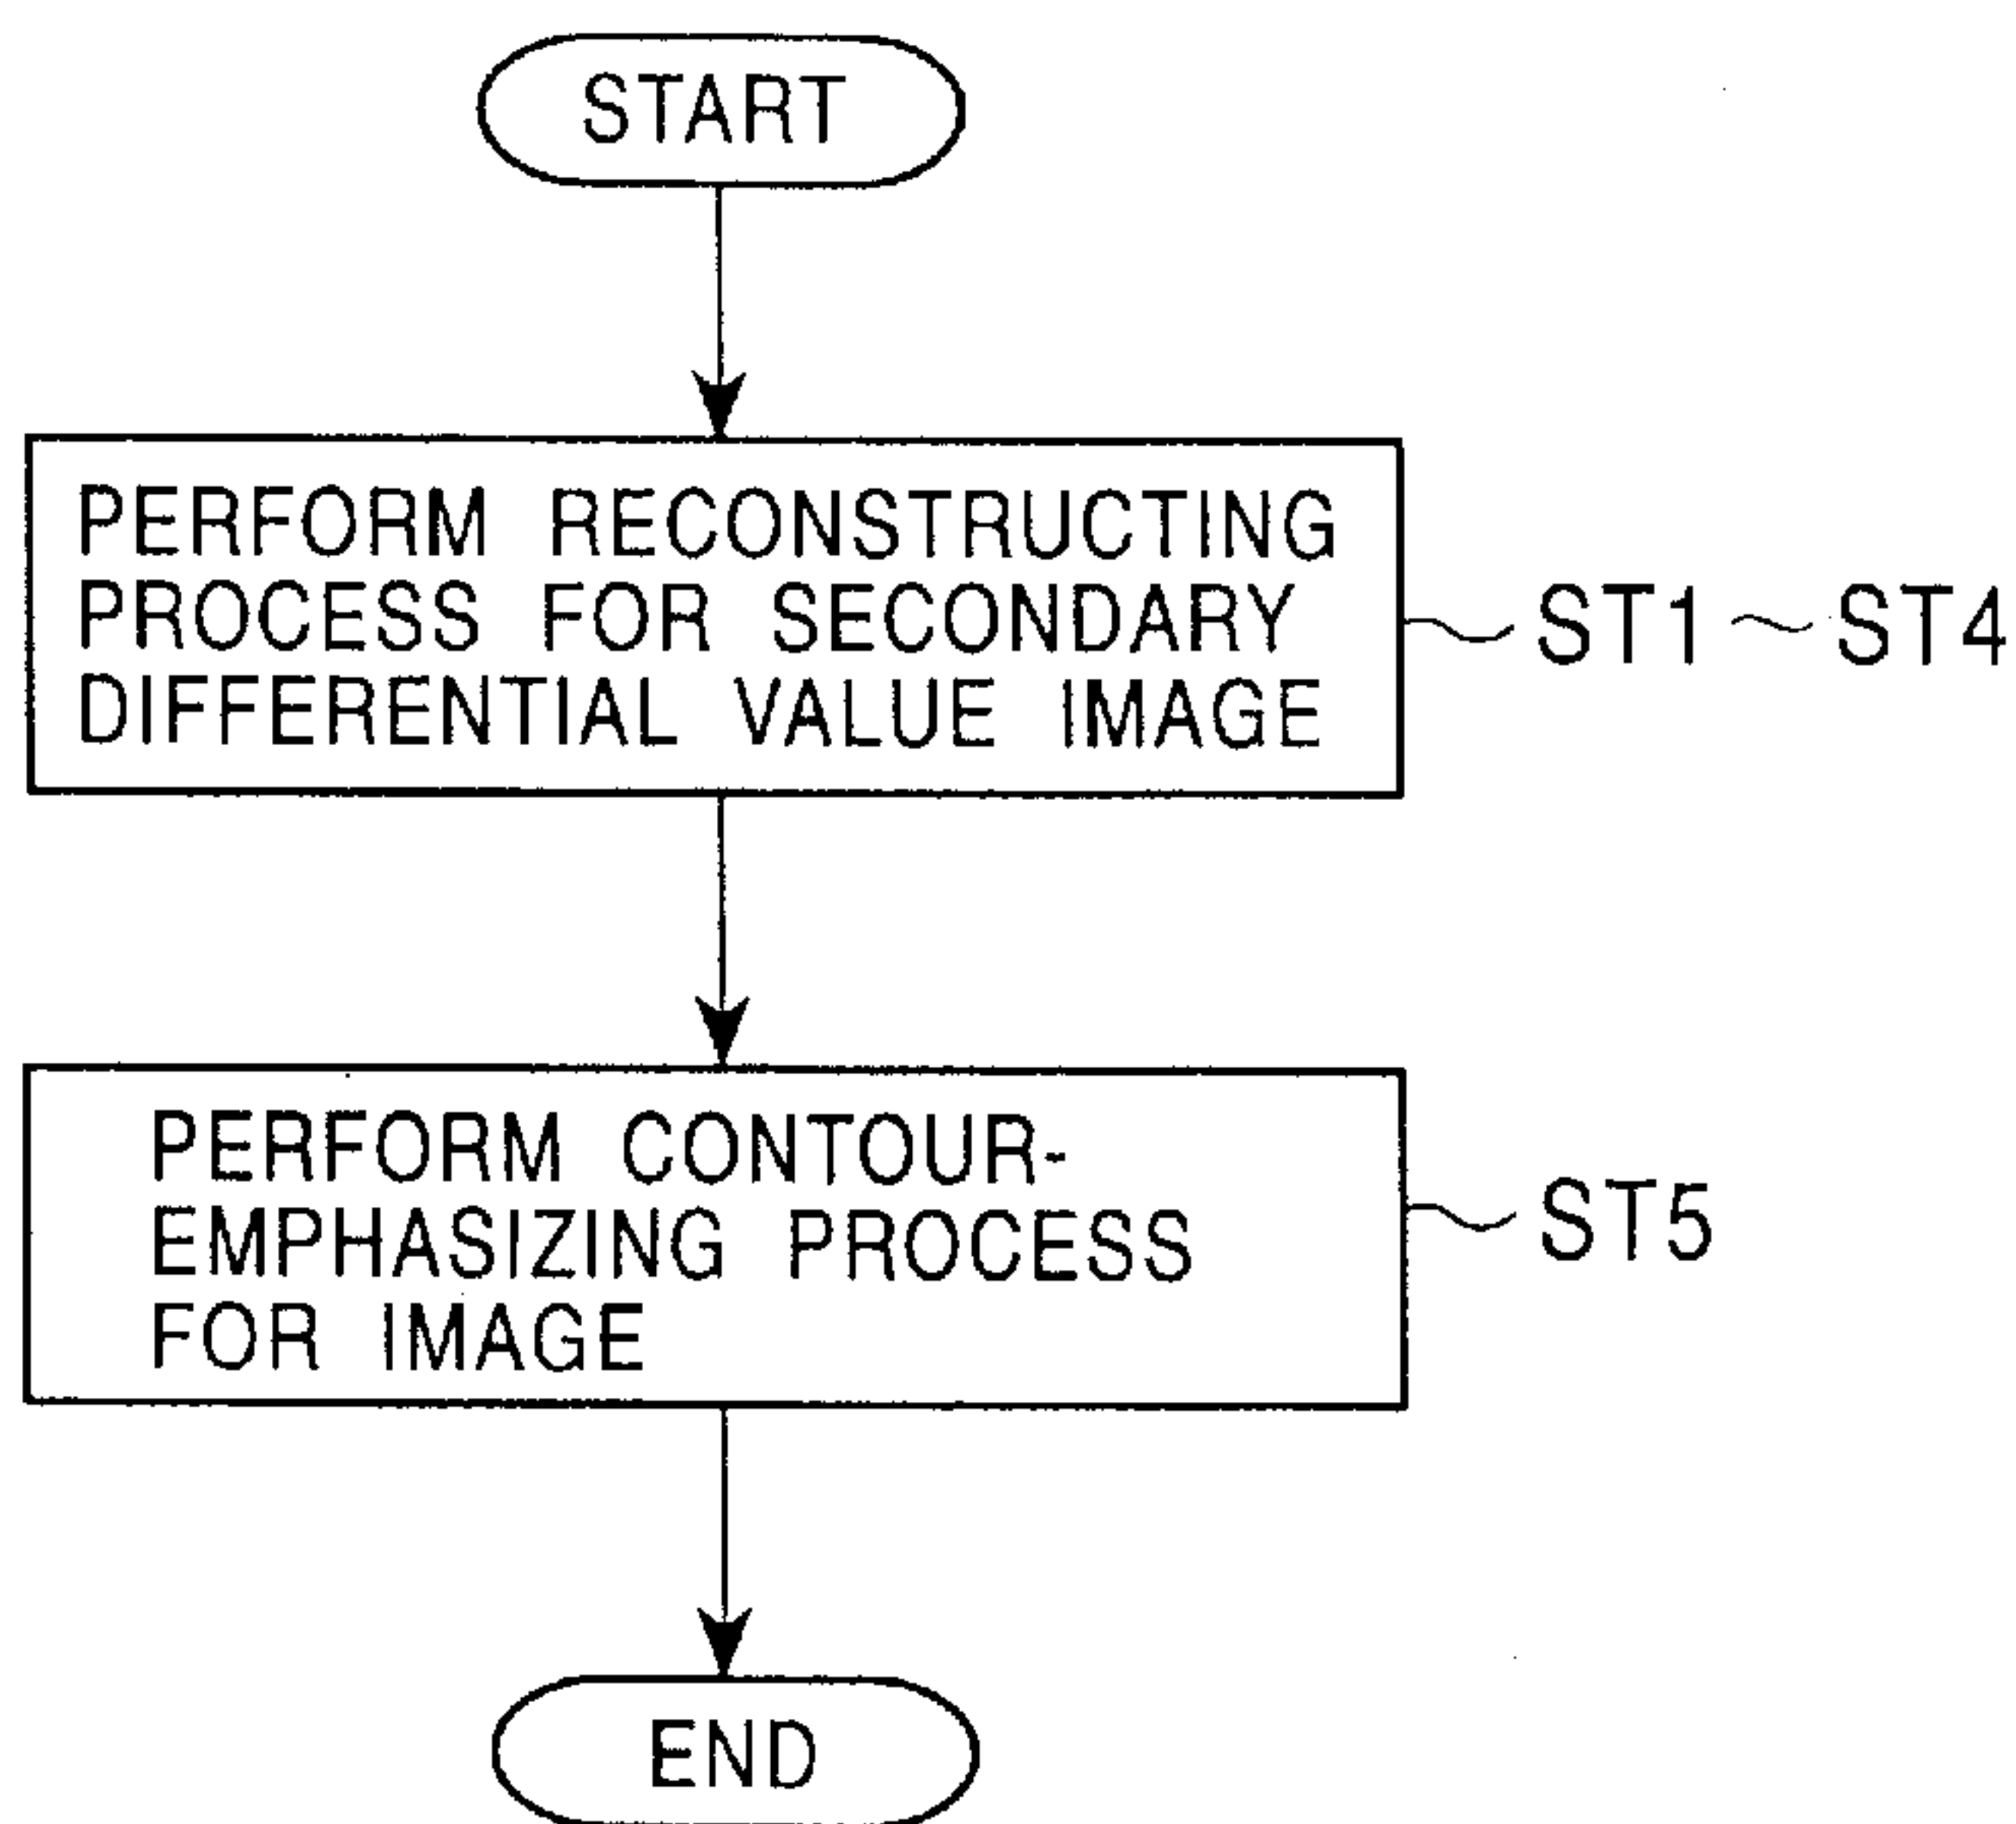 START
PERFORM RECONSTRUCTING
PROCESS FOR SECONDARY
DIFFERENTIAL VALUE IMAGE
ST1 ~ ST4
PERFORM CONTOUR-
EMPHASIZING PROCESS
FOR IMAGE
ST5
END